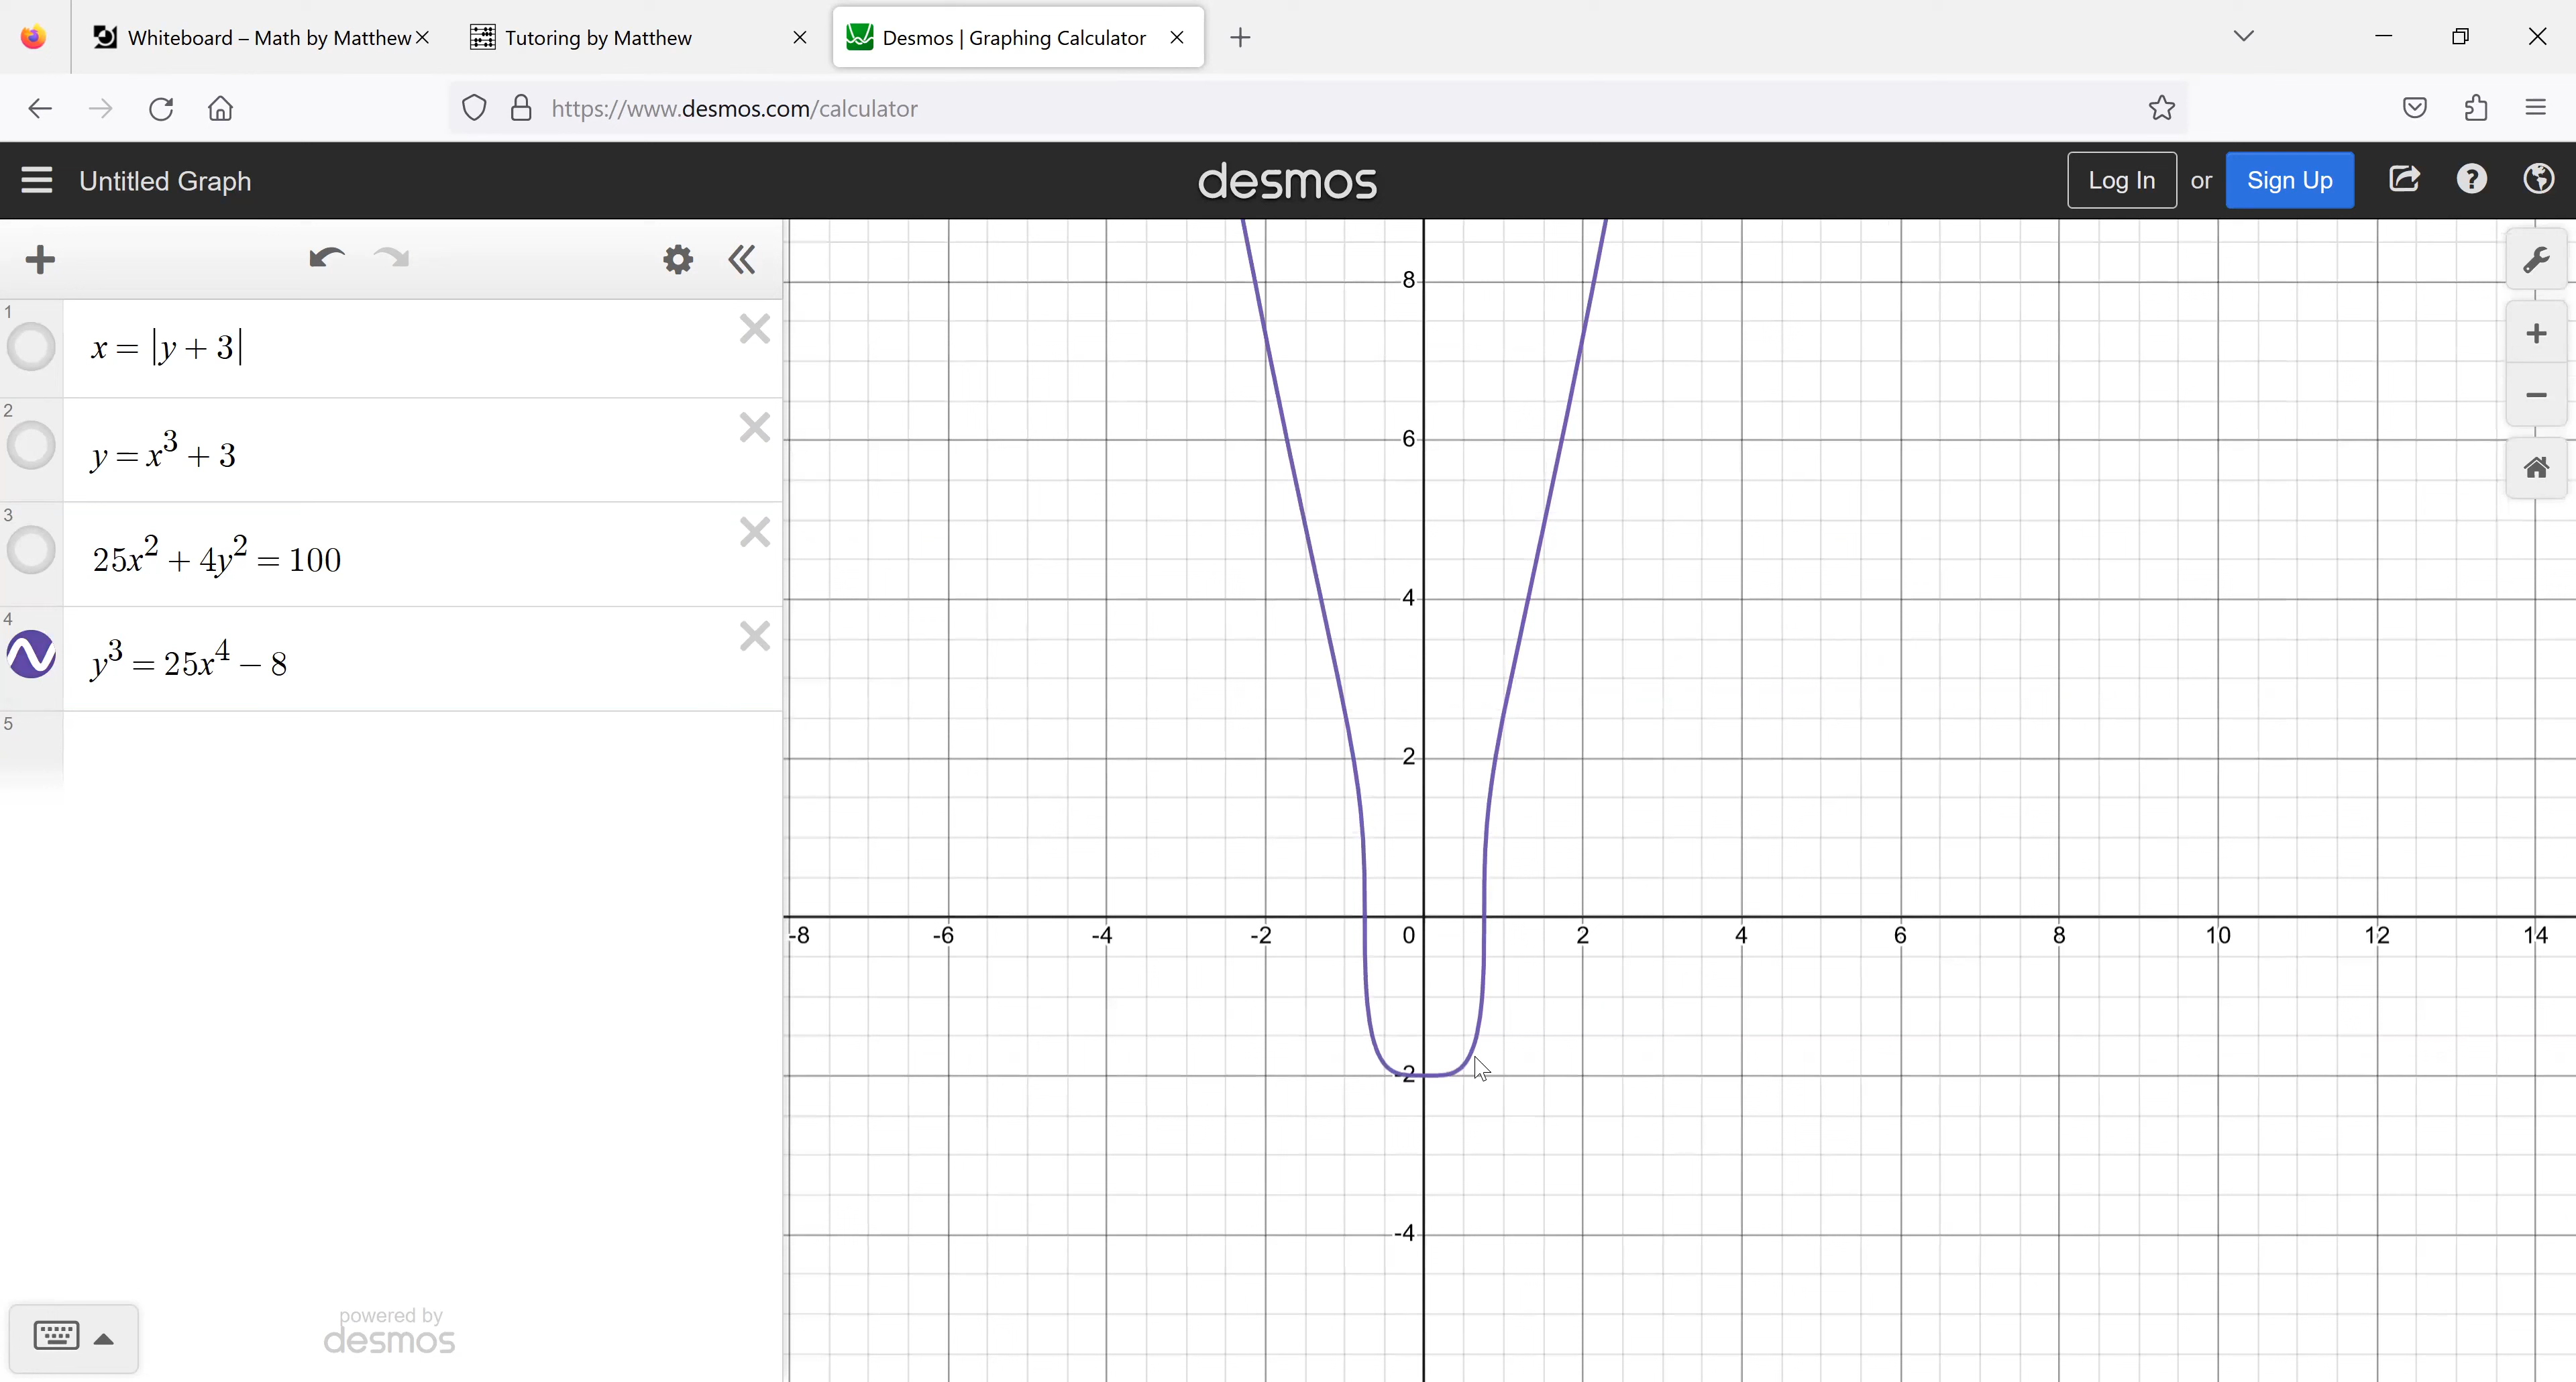 Whiteboard – Math by Matthew
Tutoring by Matthew
Desmos | Graphing Calculator
https://www.desmos.com/calculator
Untitled Graph
desmos
Log In or Sign Up
1
x = |y + 3|
2
y = x³ + 3
3
25x² + 4y² = 100
4
y³ = 25x⁴ − 8
5
powered by
desmos
8
6
4
2
-8 -6 -4 -2 0 2 4 6 8 10 12 14
-2
-4